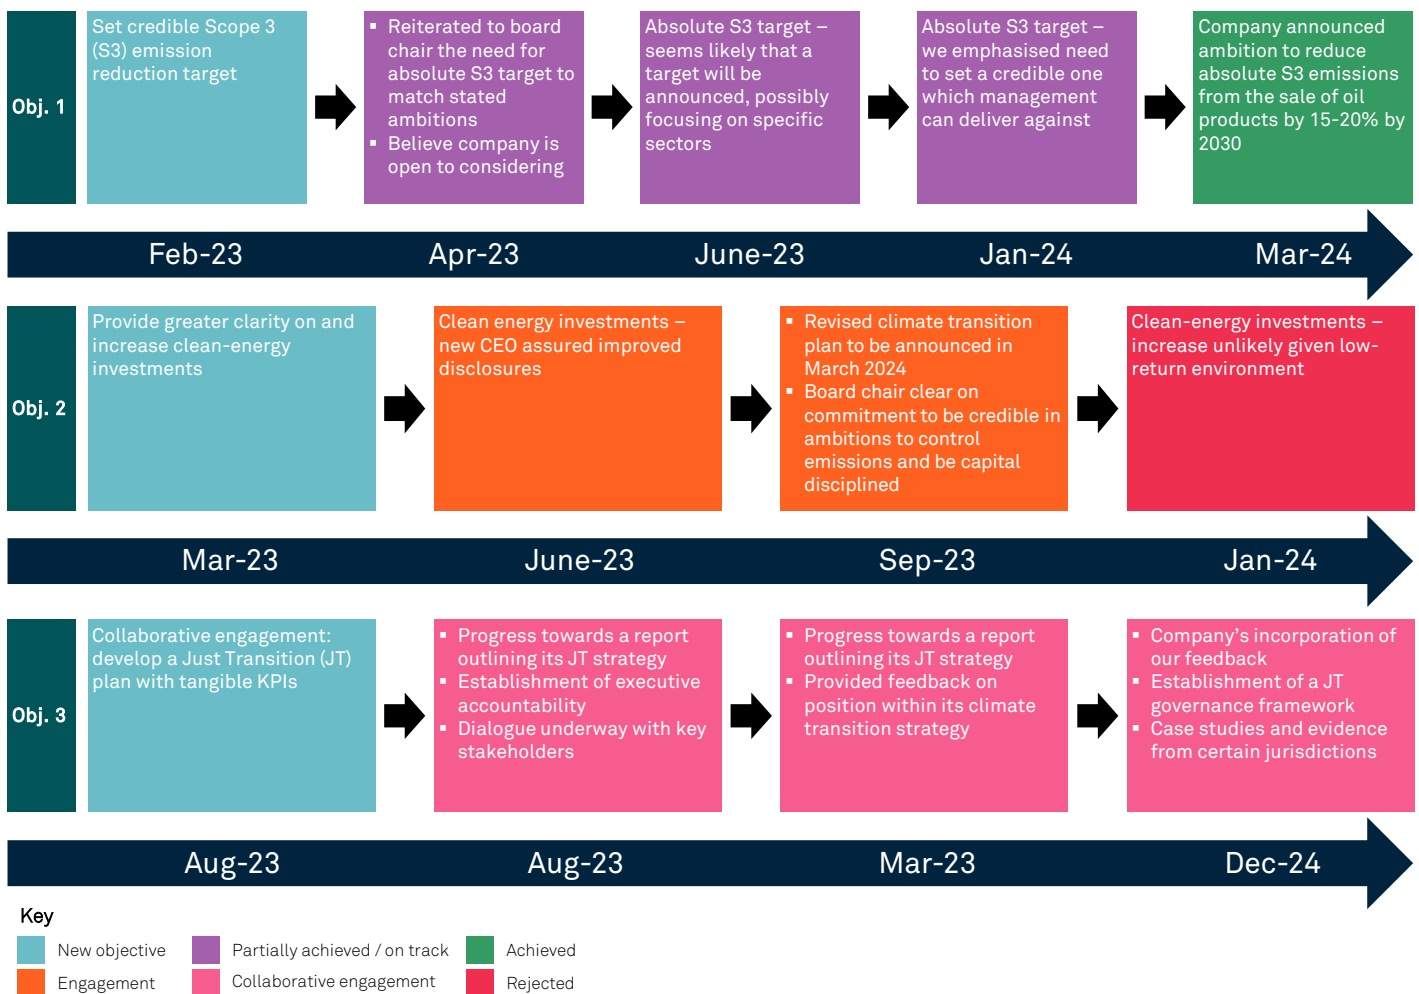 Obj. 1
Set credible Scope 3
(S3) emission
reduction target
▪ Reiterated to board
chair the need for
absolute S3 target to
match stated
ambitions
▪ Believe company is
open to considering
Absolute S3 target –
seems likely that a
target will be
announced, possibly
focusing on specific
sectors
Absolute S3 target –
we emphasised need
to set a credible one
which management
can deliver against
Company announced
ambition to reduce
absolute S3 emissions
from the sale of oil
products by 15-20% by
2030
Feb-23
Apr-23
June-23
Jan-24
Mar-24
Obj. 2
Provide greater clarity on and
increase clean-energy
investments
Clean energy investments –
new CEO assured improved
disclosures
▪ Revised climate transition
plan to be announced in
March 2024
▪ Board chair clear on
commitment to be credible in
ambitions to control
emissions and be capital
disciplined
Clean-energy investments –
increase unlikely given low-
return environment
Mar-23
June-23
Sep-23
Jan-24
Obj. 3
Collaborative engagement:
develop a Just Transition (JT)
plan with tangible KPIs
▪ Progress towards a report
outlining its JT strategy
▪ Establishment of executive
accountability
▪ Dialogue underway with key
stakeholders
▪ Progress towards a report
outlining its JT strategy
▪ Provided feedback on
position within its climate
transition strategy
▪ Company’s incorporation of
our feedback
▪ Establishment of a JT
governance framework
▪ Case studies and evidence
from certain jurisdictions
Aug-23
Aug-23
Mar-23
Dec-24
Key
New objective
Partially achieved / on track
Achieved
Engagement
Collaborative engagement
Rejected